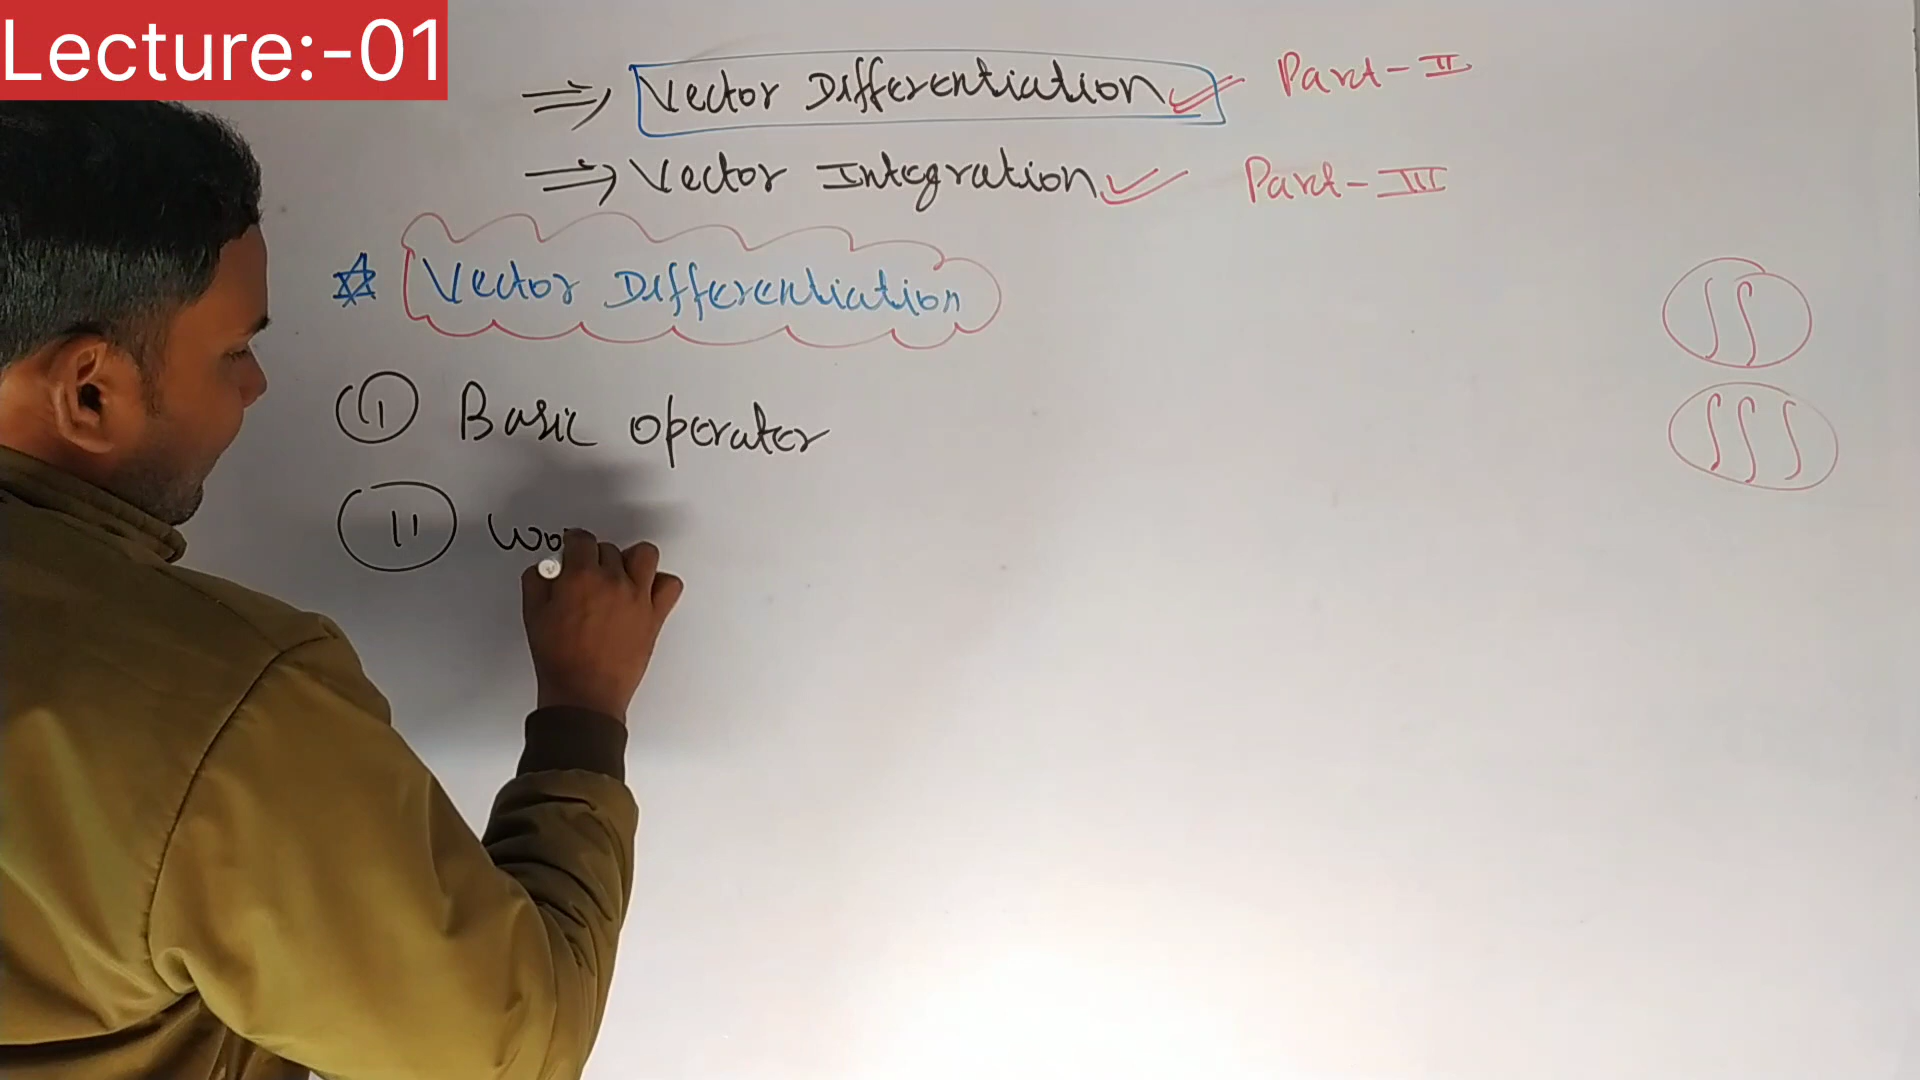 Lecture:-01
⇒ Vector Differentiation ✓ Part-II
⇒ Vector Integration ✓ Part-III
☆ Vector Differentiation
∫∫
(I) Basic operator
∫∫∫
(II)